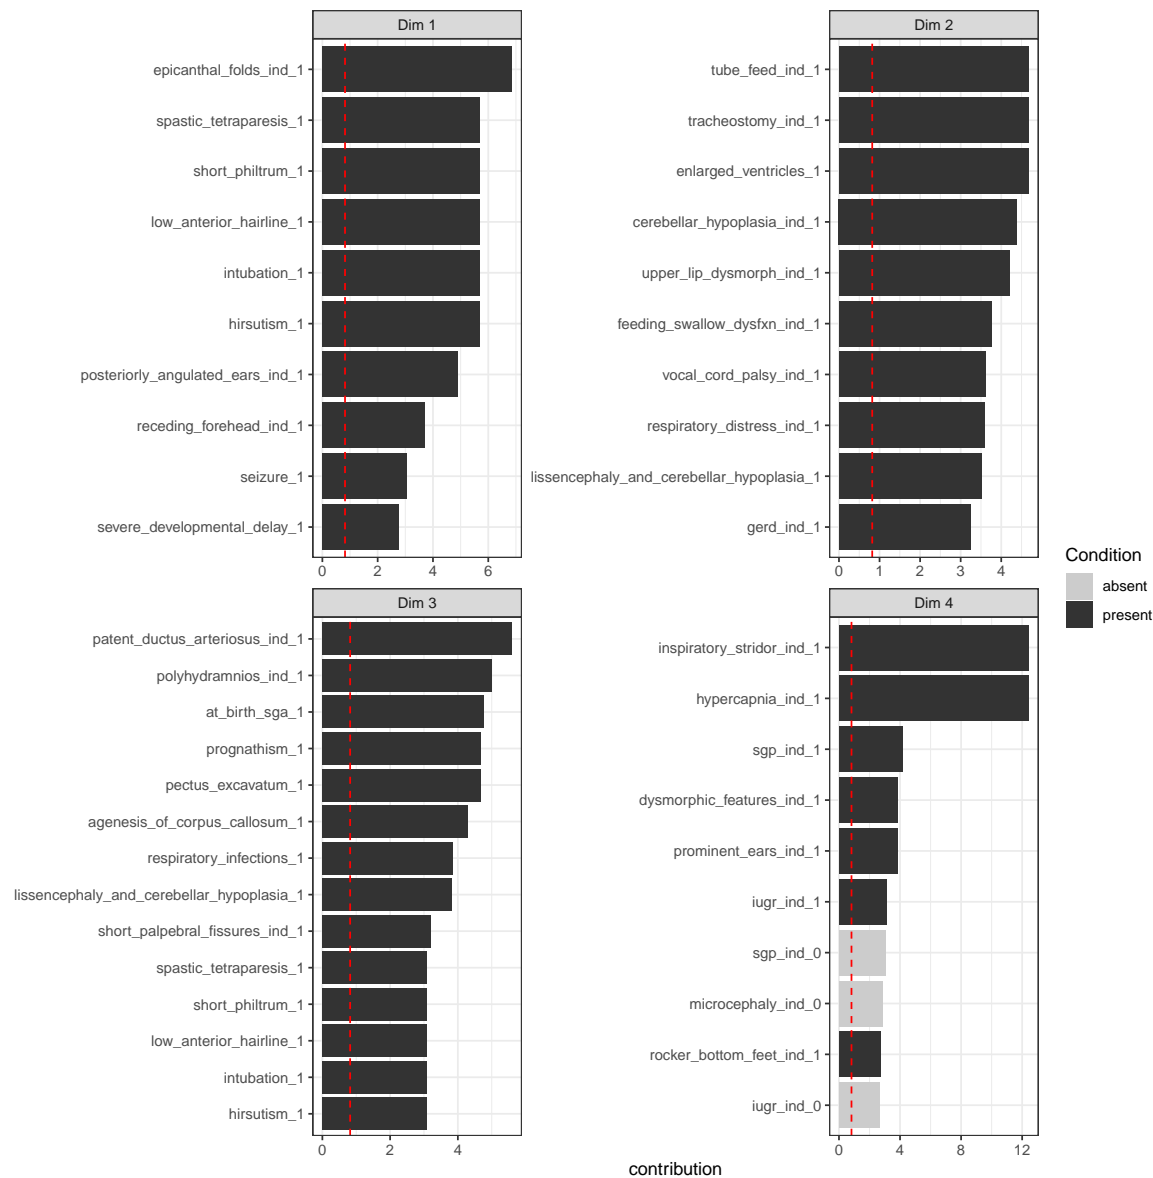 Dim 1
epicanthal_folds_ind_1
spastic_tetraparesis_1
short_philtrum_1
low_anterior_hairline_1
intubation_1
hirsutism_1
posteriorly_angulated_ears_ind_1
receding_forehead_ind_1
seizure_1
severe_developmental_delay_1
0 2 4 6
Dim 2
tube_feed_ind_1
tracheostomy_ind_1
enlarged_ventricles_1
cerebellar_hypoplasia_ind_1
upper_lip_dysmorph_ind_1
feeding_swallow_dysfxn_ind_1
vocal_cord_palsy_ind_1
respiratory_distress_ind_1
lissencephaly_and_cerebellar_hypoplasia_1
gerd_ind_1
0 1 2 3 4
Dim 3
patent_ductus_arteriosus_ind_1
polyhydramnios_ind_1
at_birth_sga_1
prognathism_1
pectus_excavatum_1
agenesis_of_corpus_callosum_1
respiratory_infections_1
lissencephaly_and_cerebellar_hypoplasia_1
short_palpebral_fissures_ind_1
spastic_tetraparesis_1
short_philtrum_1
low_anterior_hairline_1
intubation_1
hirsutism_1
0 2 4
Dim 4
inspiratory_stridor_ind_1
hypercapnia_ind_1
sgp_ind_1
dysmorphic_features_ind_1
prominent_ears_ind_1
iugr_ind_1
sgp_ind_0
microcephaly_ind_0
rocker_bottom_feet_ind_1
iugr_ind_0
0 4 8 12
contribution
Condition
absent
present